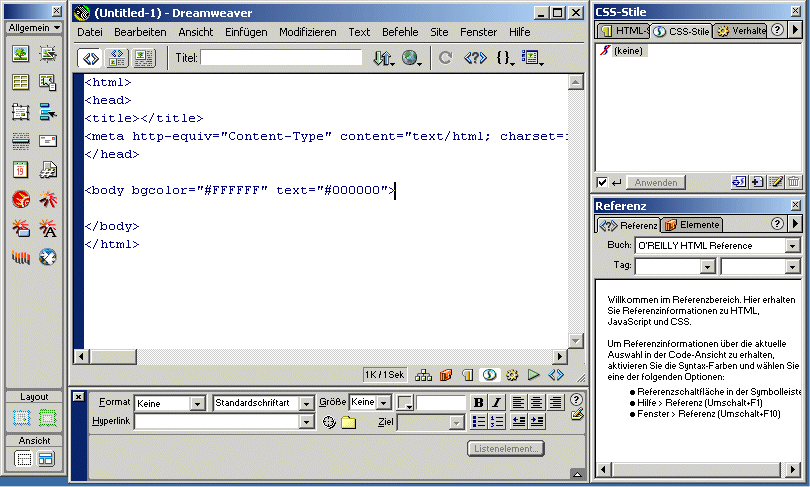 Allgemein
Layout
Ansicht
(Untitled-1) - Dreamweaver
Datei Bearbeiten Ansicht Einfügen Modifizieren Text Befehle Site Fenster Hilfe
Titel:
<html>
<head>
<title></title>
<meta http-equiv="Content-Type" content="text/html; charset=
</head>
<body bgcolor="#FFFFFF" text="#000000">
</body>
</html>
1K / 1 Sek
Format Keine Standardschriftart Größe Keine B I
Hyperlink Ziel
Listenelement...
CSS-Stile
HTML-S CSS-Stile Verhalte
(keine)
Anwenden
Referenz
Referenz Elemente
Buch: O'REILLY HTML Reference
Tag:
Willkommen im Referenzbereich. Hier erhalten
Sie Referenzinformationen zu HTML,
JavaScript und CSS.
Um Referenzinformationen über die aktuelle
Auswahl in der Code-Ansicht zu erhalten,
aktivieren Sie die Syntax-Farben und wählen Sie
eine der folgenden Optionen:
● Referenzschaltfläche in der Symbolleiste
● Hilfe > Referenz (Umschalt+F1)
● Fenster > Referenz (Umschalt+F10)